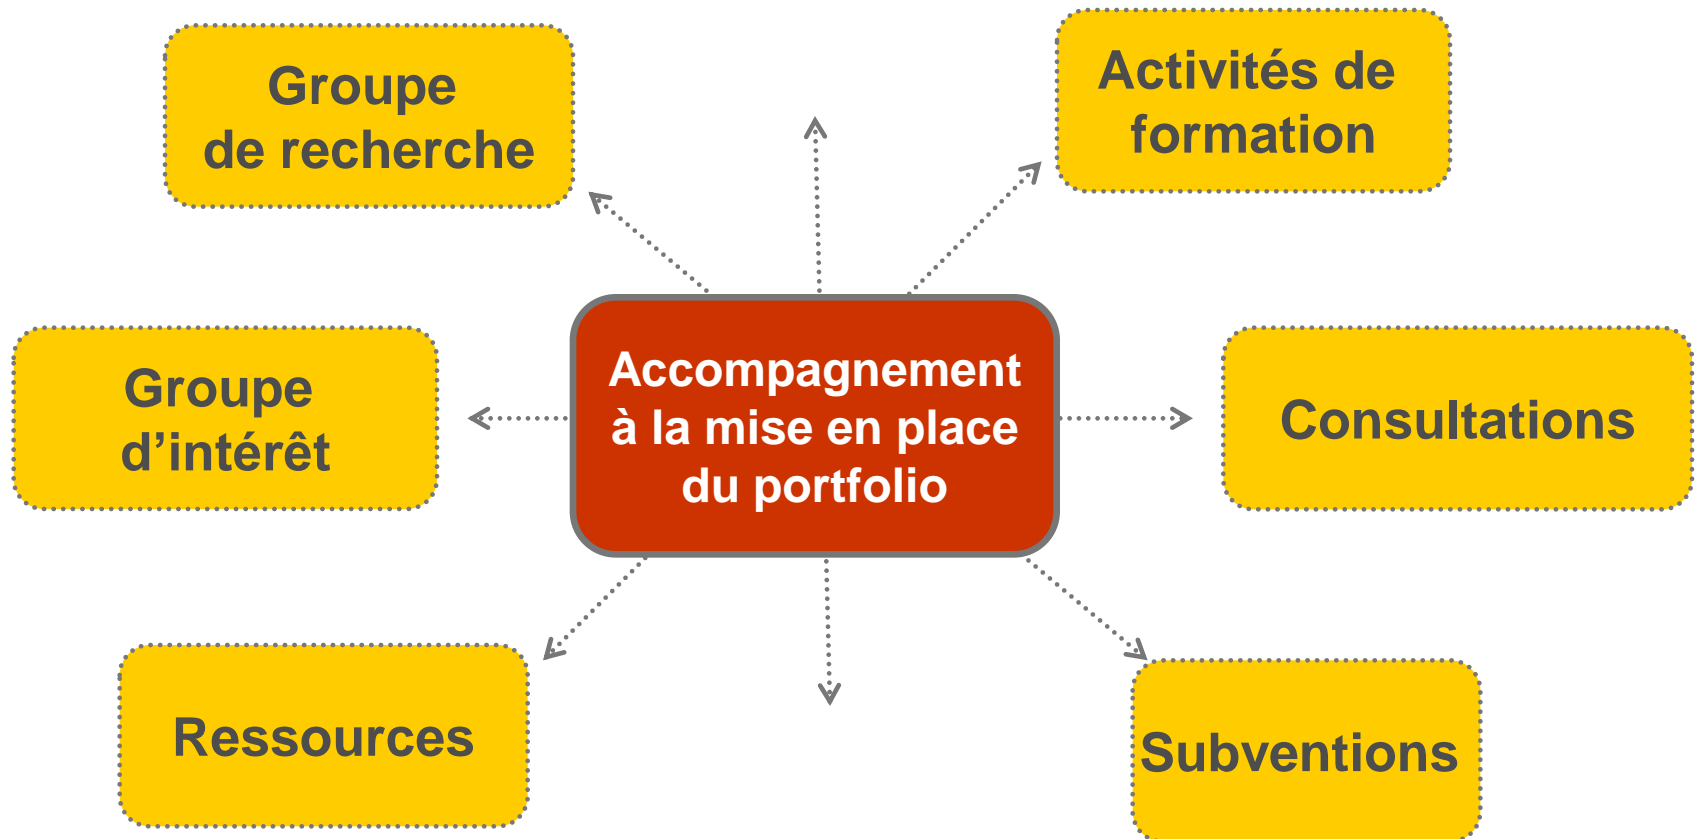 Groupe
de recherche
Activités de
formation
Groupe
d’intérêt
Accompagnement
à la mise en place
du portfolio
Consultations
Ressources
Subventions